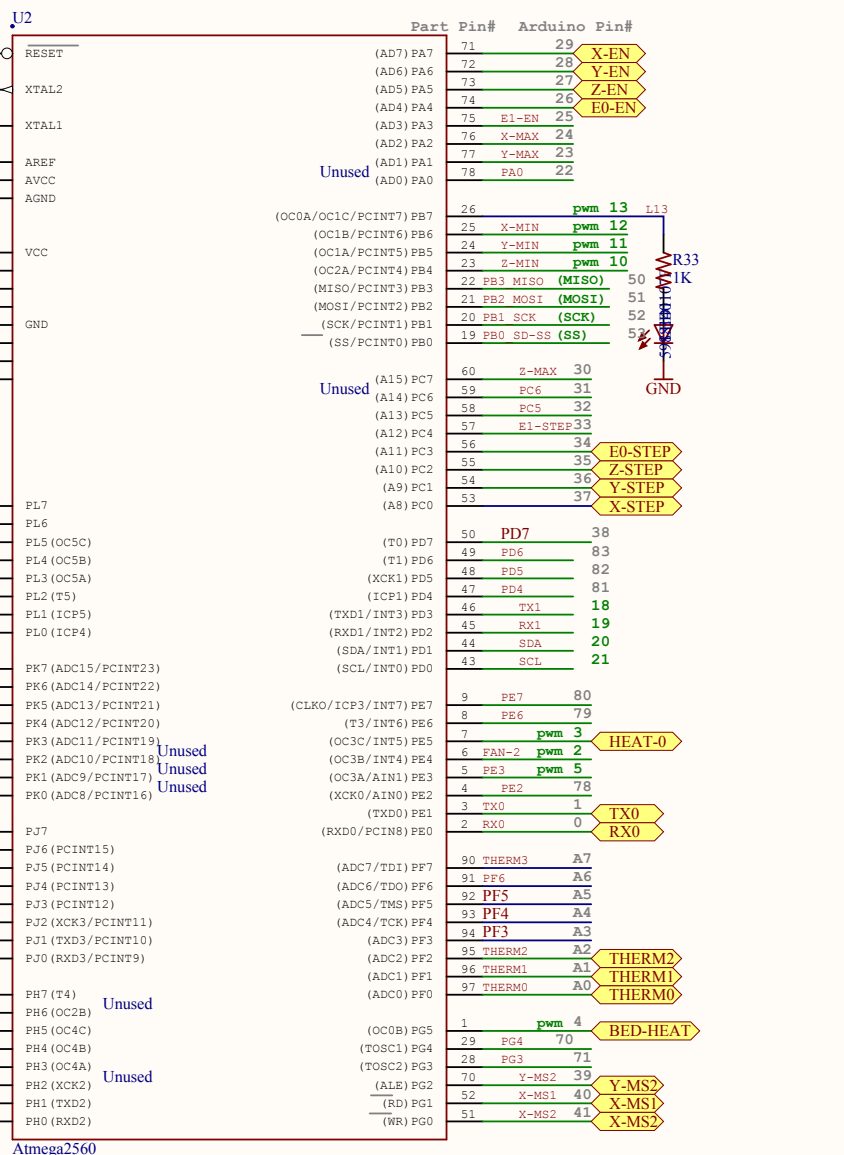 U2
Part Pin# Arduino Pin#
RESET (AD7) PA7 71 29 X-EN
(AD6) PA6 72 28 Y-EN
XTAL2 (AD5) PA5 73 27 Z-EN
(AD4) PA4 74 26 E0-EN
XTAL1 (AD3) PA3 75 E1-EN 25
(AD2) PA2 76 X-MAX 24
AREF (AD1) PA1 77 Y-MAX 23
AVCC Unused (AD0) PA0 78 PA0 22
AGND
(OC0A/OC1C/PCINT7) PB7 26 pwm 13 L13
(OC1B/PCINT6) PB6 25 X-MIN pwm 12
VCC (OC1A/PCINT5) PB5 24 Y-MIN pwm 11 R33
(OC2A/PCINT4) PB4 23 Z-MIN pwm 10 1K
(MISO/PCINT3) PB3 22 PB3 MISO (MISO) 50
(MOSI/PCINT2) PB2 21 PB2 MOSI (MOSI) 51
GND (SCK/PCINT1) PB1 20 PB1 SCK (SCK) 52
(SS/PCINT0) PB0 19 PB0 SD-SS (SS) 53
(A15) PC7 60 Z-MAX 30
Unused (A14) PC6 59 PC6 31 GND
(A13) PC5 58 PC5 32
(A12) PC4 57 E1-STEP 33
(A11) PC3 56 34 E0-STEP
(A10) PC2 55 35 Z-STEP
(A9) PC1 54 36 Y-STEP
PL7 (A8) PC0 53 37 X-STEP
PL6
PL5 (OC5C) (T0) PD7 50 PD7 38
PL4 (OC5B) (T1) PD6 49 PD6 83
PL3 (OC5A) (XCK1) PD5 48 PD5 82
PL2 (T5) (ICP1) PD4 47 PD4 81
PL1 (ICP5) (TXD1/INT3) PD3 46 TX1 18
PL0 (ICP4) (RXD1/INT2) PD2 45 RX1 19
(SDA/INT1) PD1 44 SDA 20
PK7 (ADC15/PCINT23) (SCL/INT0) PD0 43 SCL 21
PK6 (ADC14/PCINT22)
PK5 (ADC13/PCINT21) (CLKO/ICP3/INT7) PE7 9 PE7 80
PK4 (ADC12/PCINT20) (T3/INT6) PE6 8 PE6 79
PK3 (ADC11/PCINT19) (OC3C/INT5) PE5 7 pwm 3 HEAT-0
PK2 (ADC10/PCINT18) Unused (OC3B/INT4) PE4 6 FAN-2 pwm 2
PK1 (ADC9/PCINT17) Unused (OC3A/AIN1) PE3 5 PE3 pwm 5
PK0 (ADC8/PCINT16) Unused (XCK0/AIN0) PE2 4 PE2 78
(TXD0) PE1 3 TX0 1 TX0
PJ7 (RXD0/PCIN8) PE0 2 RX0 0 RX0
PJ6 (PCINT15)
PJ5 (PCINT14) (ADC7/TDI) PF7 90 THERM3 A7
PJ4 (PCINT13) (ADC6/TDO) PF6 91 PF6 A6
PJ3 (PCINT12) (ADC5/TMS) PF5 92 PF5 A5
PJ2 (XCK3/PCINT11) (ADC4/TCK) PF4 93 PF4 A4
PJ1 (TXD3/PCINT10) (ADC3) PF3 94 PF3 A3
PJ0 (RXD3/PCINT9) (ADC2) PF2 95 THERM2 A2 THERM2
(ADC1) PF1 96 THERM1 A1 THERM1
PH7 (T4) (ADC0) PF0 97 THERM0 A0 THERM0
PH6 (OC2B) Unused
PH5 (OC4C) (OC0B) PG5 1 pwm 4 BED-HEAT
PH4 (OC4B) (TOSC1) PG4 29 PG4 70
PH3 (OC4A) (TOSC2) PG3 28 PG3 71
PH2 (XCK2) Unused (ALE) PG2 70 Y-MS2 39 Y-MS2
PH1 (TXD2) (RD) PG1 52 X-MS1 40 X-MS1
PH0 (RXD2) (WR) PG0 51 X-MS2 41 X-MS2
Atmega2560